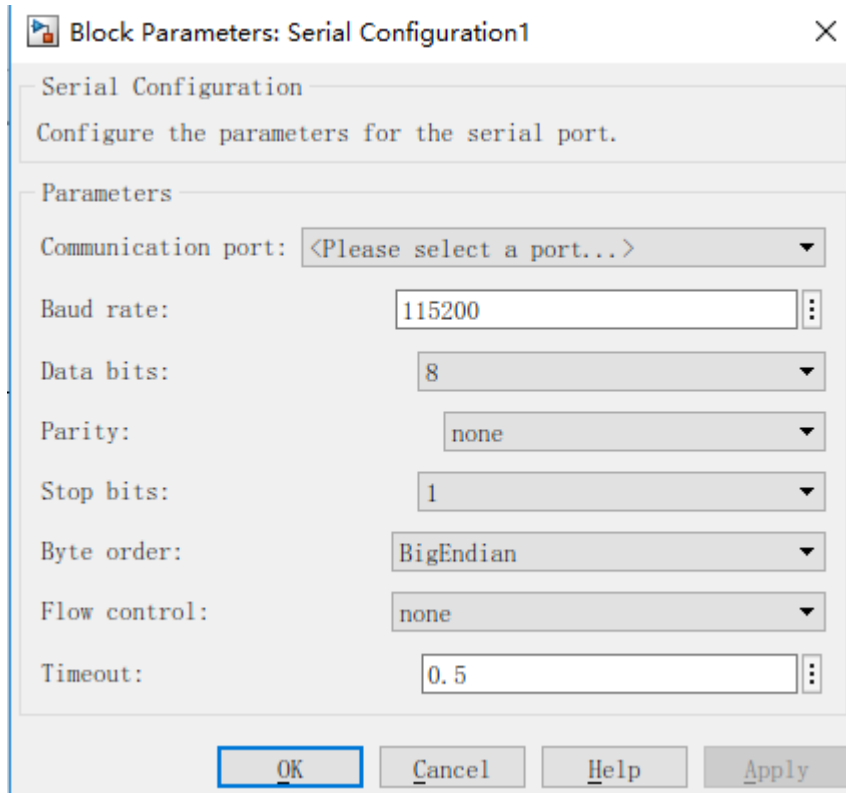 Block Parameters: Serial Configuration1
Serial Configuration
Configure the parameters for the serial port.
Parameters
Communication port: <Please select a port...>
Baud rate: 115200
Data bits: 8
Parity: none
Stop bits: 1
Byte order: BigEndian
Flow control: none
Timeout: 0.5
OK Cancel Help Apply